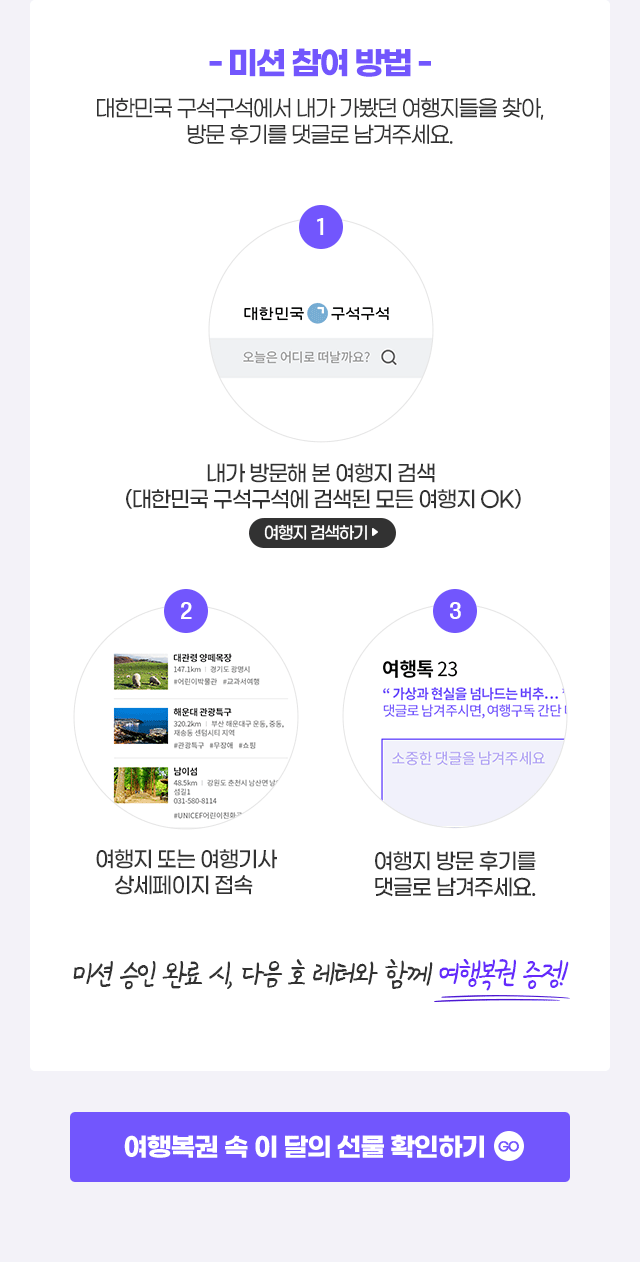 - 미션 참여 방법 -
대한민국 구석구석에서 내가 가봤던 여행지들을 찾아,
방문 후기를 댓글로 남겨주세요.
1
대한민국 구석구석
오늘은 어디로 떠날까요?
내가 방문해 본 여행지 검색
(대한민국 구석구석에 검색된 모든 여행지 OK)
여행지 검색하기
2
대관령 양떼목장
147.1km | 경기도 광명시
#어린이박물관 #교과서여행
해운대 관광특구
320.2km | 부산 해운대구 운동, 중동,
재송동 센텀시티 지역
#관광특구 #무장애 #쇼핑
남이섬
48.5km | 강원도 춘천시 남산면 남
섬길1
031-580-8114
#UNICEF어린이친화
여행지 또는 여행기사
상세페이지 접속
3
여행톡 23
“ 가상과 현실을 넘나드는 버추... ”
댓글로 남겨주시면, 여행구독 간단
소중한 댓글을 남겨주세요
여행지 방문 후기를
댓글로 남겨주세요.
미션 승인 완료 시, 다음 호 레터와 함께 여행복권 증정!
여행복권 속 이 달의 선물 확인하기 GO